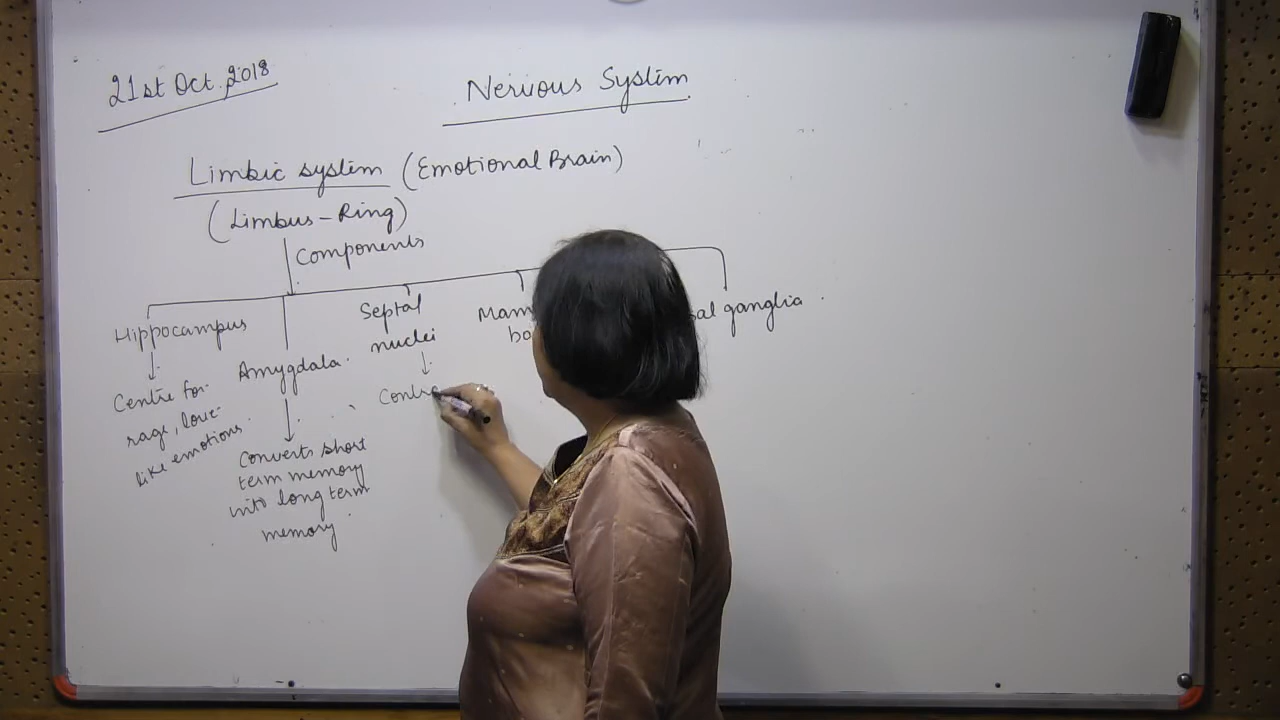 21st Oct, 2018
Nervous System
Limbic system (Emotional Brain)
(Limbus - Ring)
Components
Hippocampus
Centre for
rage, love
like emotions.
Amygdala.
Converts short
term memory
into long term
memory.
Septal
nuclei
ganglia